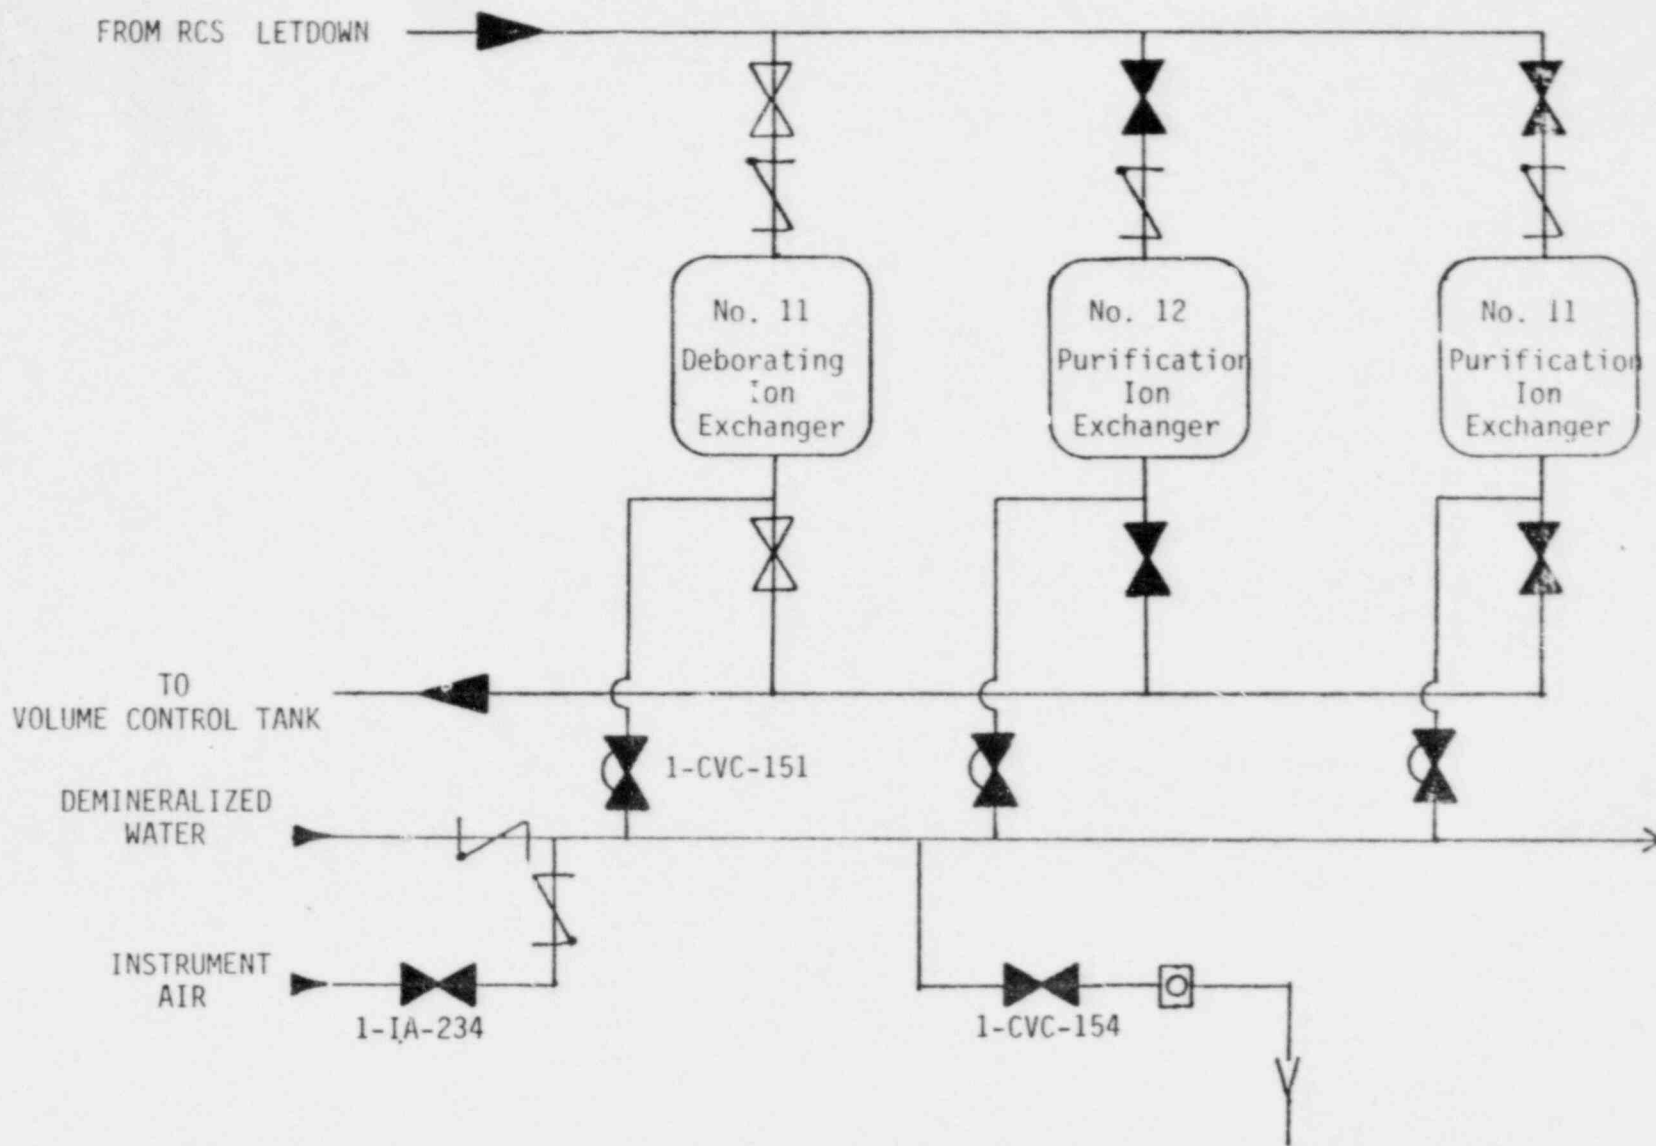 FROM RCS LETDOWN
No. 11
Deborating
Ion
Exchanger
No. 12
Purification
Ion
Exchanger
No. 11
Purification
Ion
Exchanger
TO
VOLUME CONTROL TANK
1-CVC-151
DEMINERALIZED
WATER
INSTRUMENT
AIR
1-IA-234
1-CVC-154